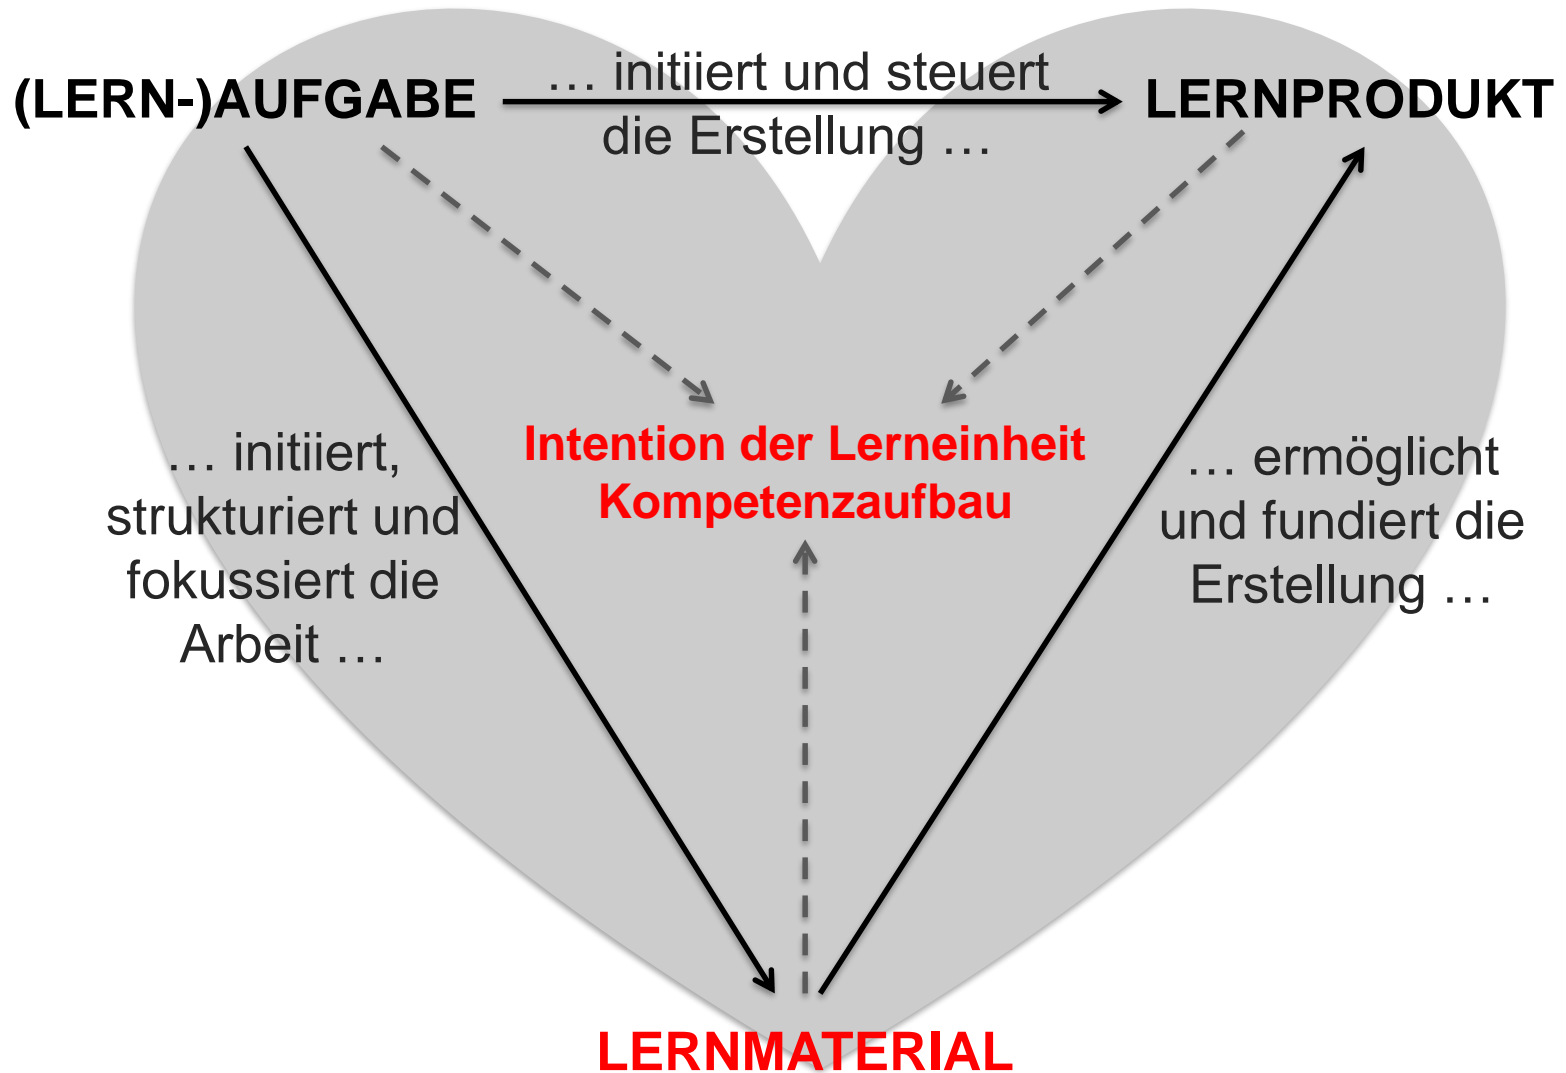 (LERN-)AUFGABE
… initiiert und steuert
die Erstellung …
LERNPRODUKT
Intention der Lerneinheit
Kompetenzaufbau
… initiiert,
strukturiert und
fokussiert die
Arbeit …
… ermöglicht
und fundiert die
Erstellung …
LERNMATERIAL